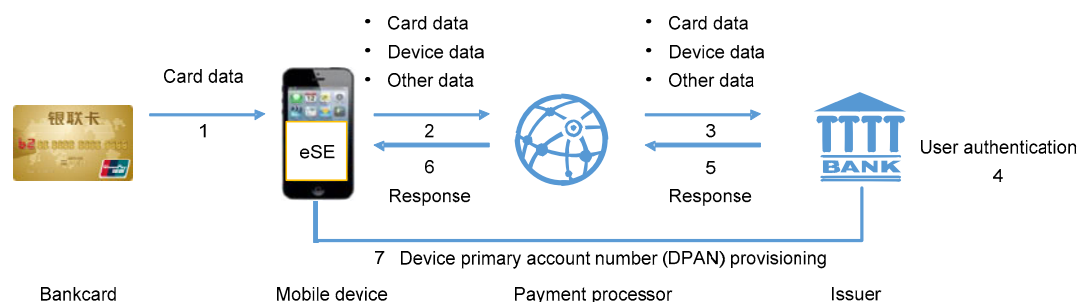 • Card data
• Device data
• Other data
• Card data
• Device data
• Other data
Card data
银联卡
1
2
3
eSE
BANK
User authentication
4
6
5
Response
Response
7 Device primary account number (DPAN) provisioning
Bankcard
Mobile device
Payment processor
Issuer